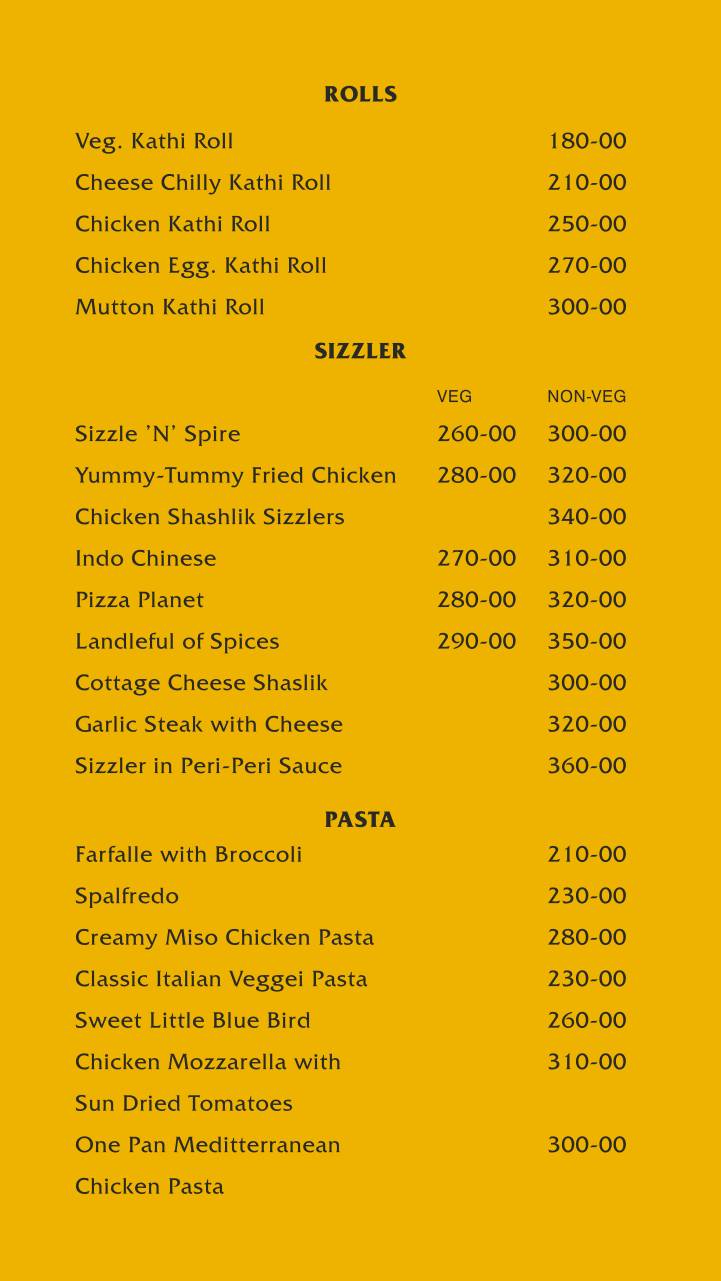 ROLLS
Veg. Kathi Roll 180-00
Cheese Chilly Kathi Roll 210-00
Chicken Kathi Roll 250-00
Chicken Egg. Kathi Roll 270-00
Mutton Kathi Roll 300-00
SIZZLER
VEG NON-VEG
Sizzle ’N’ Spire 260-00 300-00
Yummy-Tummy Fried Chicken 280-00 320-00
Chicken Shashlik Sizzlers 340-00
Indo Chinese 270-00 310-00
Pizza Planet 280-00 320-00
Landleful of Spices 290-00 350-00
Cottage Cheese Shaslik 300-00
Garlic Steak with Cheese 320-00
Sizzler in Peri-Peri Sauce 360-00
PASTA
Farfalle with Broccoli 210-00
Spalfredo 230-00
Creamy Miso Chicken Pasta 280-00
Classic Italian Veggei Pasta 230-00
Sweet Little Blue Bird 260-00
Chicken Mozzarella with 310-00
Sun Dried Tomatoes
One Pan Meditterranean 300-00
Chicken Pasta